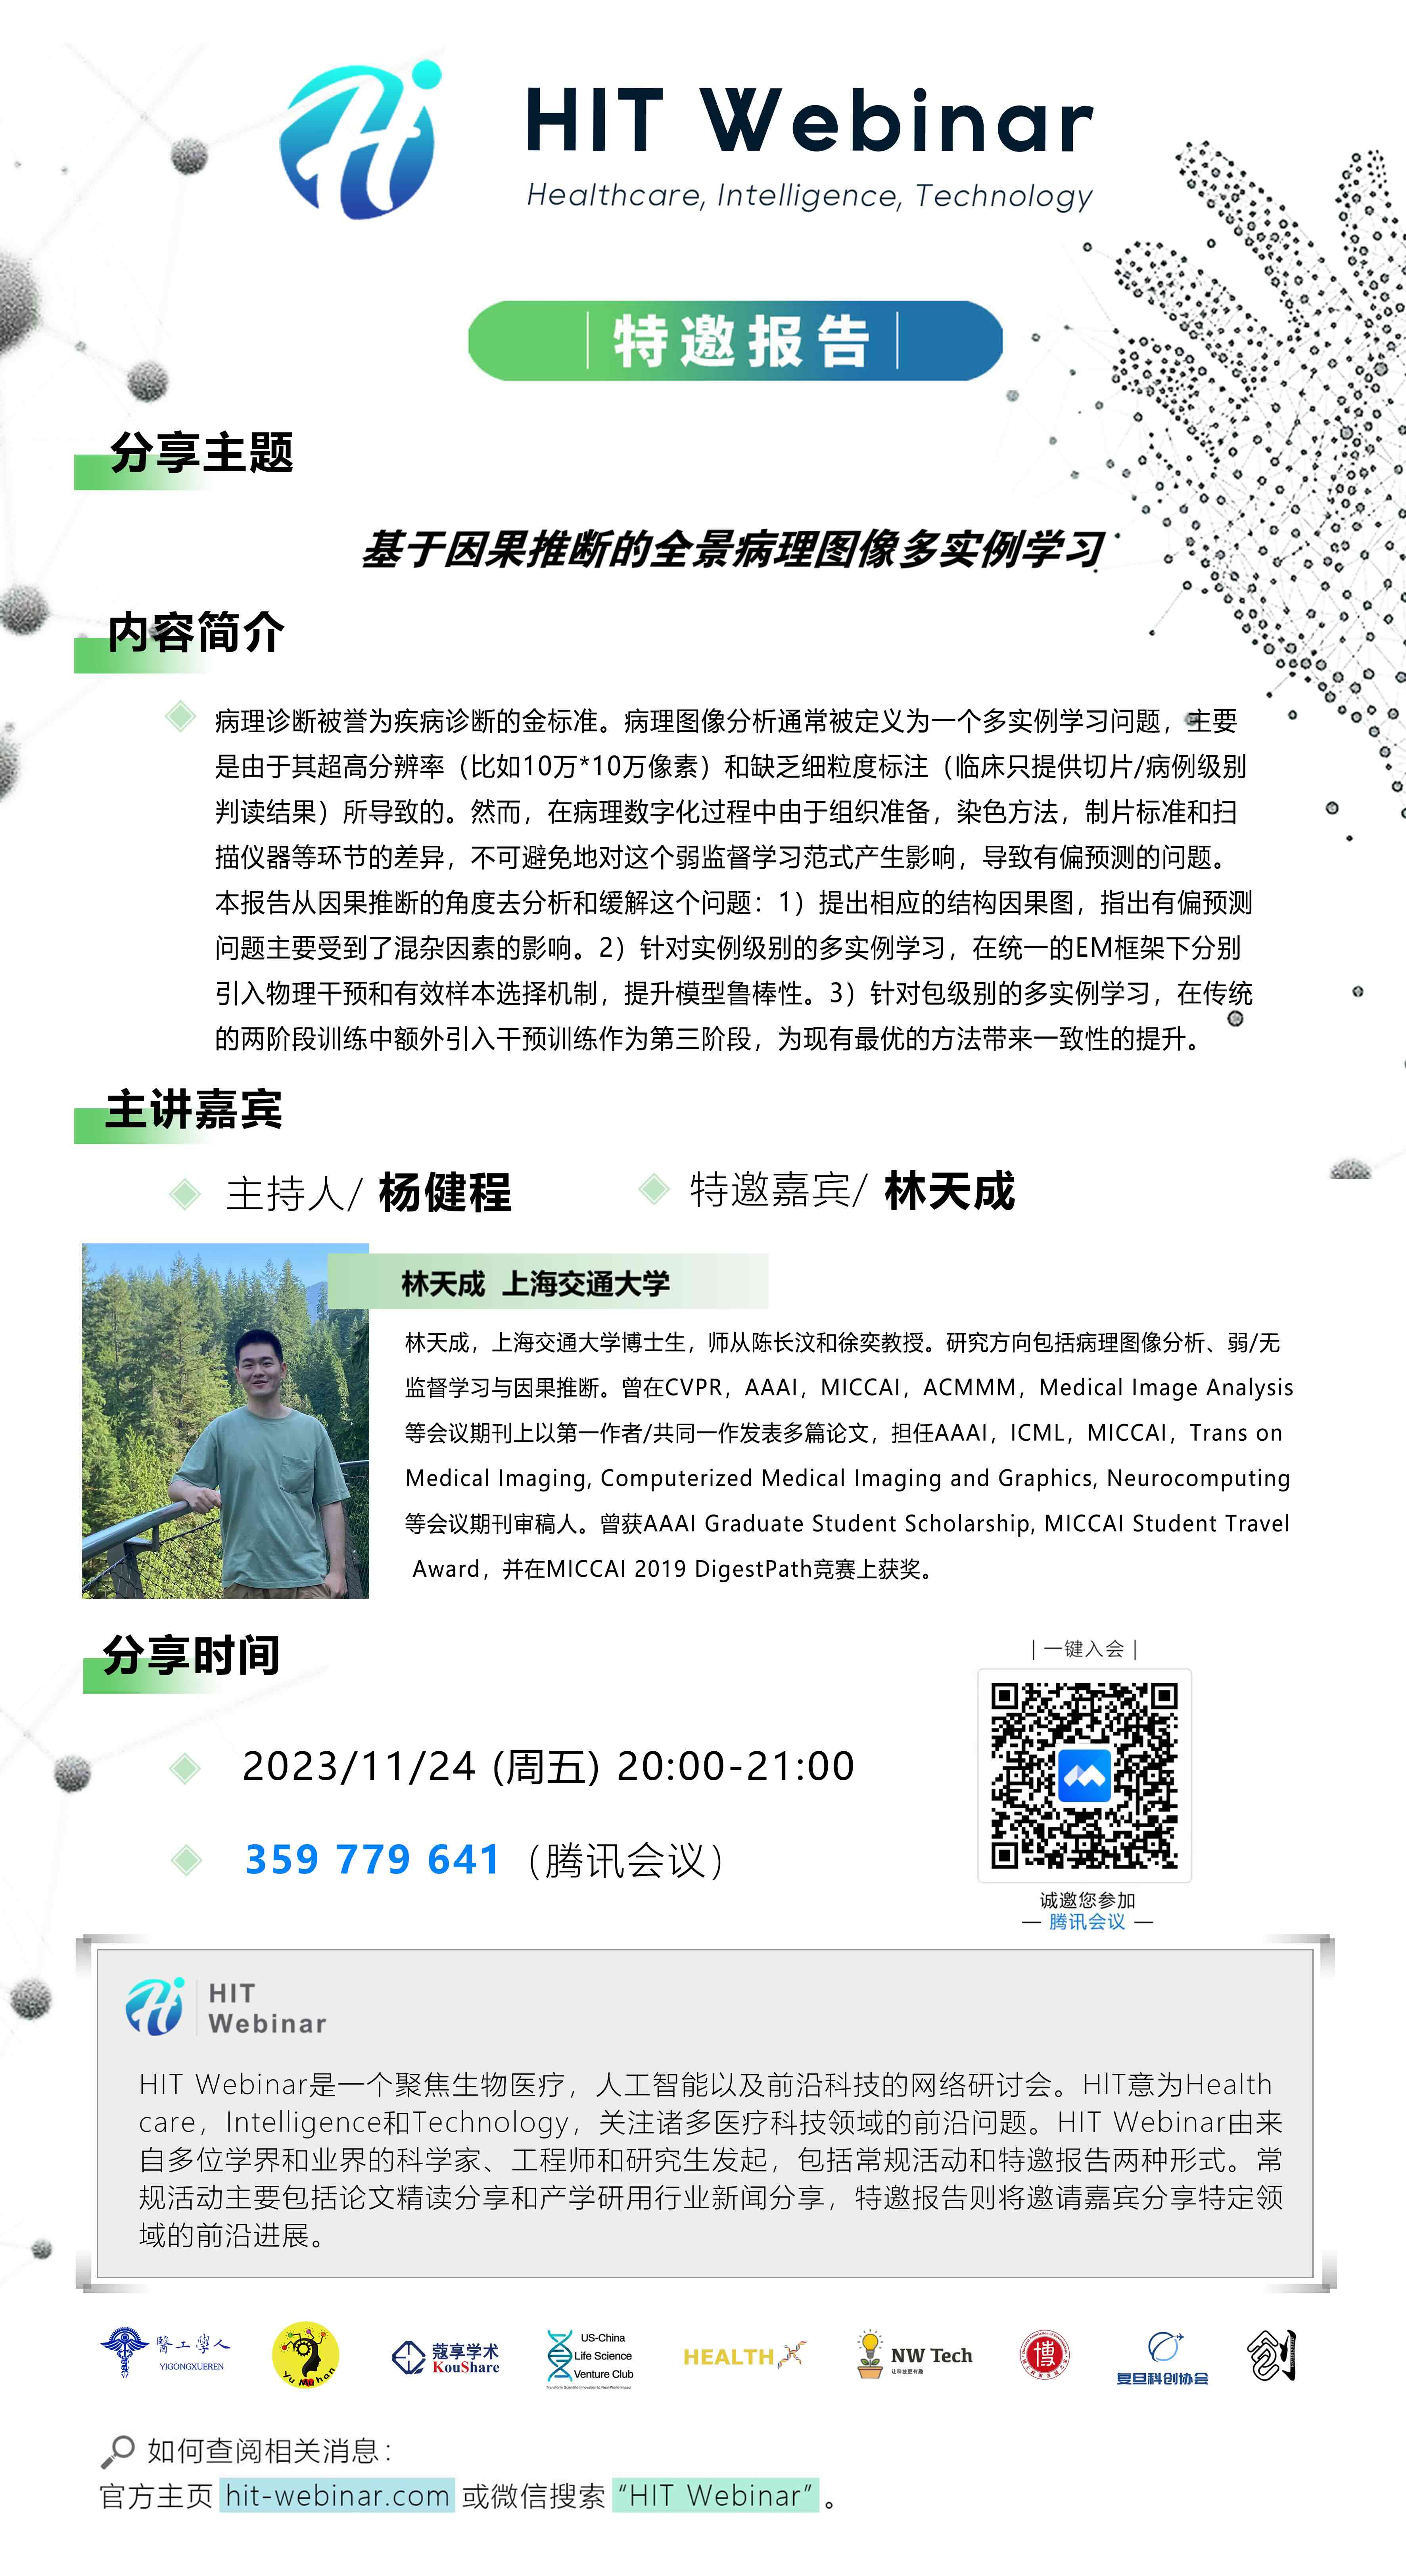 HIT Webinar
Healthcare, Intelligence, Technology
特邀报告
分享主题
基于因果推断的全景病理图像多实例学习
内容简介
病理诊断被誉为疾病诊断的金标准。病理图像分析通常被定义为一个多实例学习问题，主要
是由于其超高分辨率（比如10万*10万像素）和缺乏细粒度标注（临床只提供切片/病例级别
判读结果）所导致的。然而，在病理数字化过程中由于组织准备，染色方法，制片标准和扫
描仪器等环节的差异，不可避免地对这个弱监督学习范式产生影响，导致有偏预测的问题。
本报告从因果推断的角度去分析和缓解这个问题：1）提出相应的结构因果图，指出有偏预测
问题主要受到了混杂因素的影响。2）针对实例级别的多实例学习，在统一的EM框架下分别
引入物理干预和有效样本选择机制，提升模型鲁棒性。3）针对包级别的多实例学习，在传统
的两阶段训练中额外引入干预训练作为第三阶段，为现有最优的方法带来一致性的提升。
主讲嘉宾
主持人/ 杨健程
特邀嘉宾/ 林天成
林天成 上海交通大学
林天成，上海交通大学博士生，师从陈长汶和徐奕教授。研究方向包括病理图像分析、弱/无
监督学习与因果推断。曾在CVPR，AAAI，MICCAI，ACMMM，Medical Image Analysis
等会议期刊上以第一作者/共同一作发表多篇论文，担任AAAI，ICML，MICCAI，Trans on
Medical Imaging, Computerized Medical Imaging and Graphics, Neurocomputing
等会议期刊审稿人。曾获AAAI Graduate Student Scholarship, MICCAI Student Travel
Award，并在MICCAI 2019 DigestPath竞赛上获奖。
分享时间
| 一键入会 |
2023/11/24 (周五) 20:00-21:00
359 779 641（腾讯会议）
诚邀您参加
— 腾讯会议 —
HIT
Webinar
HIT Webinar是一个聚焦生物医疗，人工智能以及前沿科技的网络研讨会。HIT意为Health
care，Intelligence和Technology，关注诸多医疗科技领域的前沿问题。HIT Webinar由来
自多位学界和业界的科学家、工程师和研究生发起，包括常规活动和特邀报告两种形式。常
规活动主要包括论文精读分享和产学研用行业新闻分享，特邀报告则将邀请嘉宾分享特定领
域的前沿进展。
醫工學人
YIGONGXUEREN
Yu Mo han
蔻享学术
KouShare
US-China
Life Science
Venture Club
Transform Scientific Innovation to Real-World Impact
HEALTHX
NW Tech
让科技更有趣
博
复旦科创协会
创
如何查阅相关消息：
官方主页 hit-webinar.com 或微信搜索 “HIT Webinar” 。